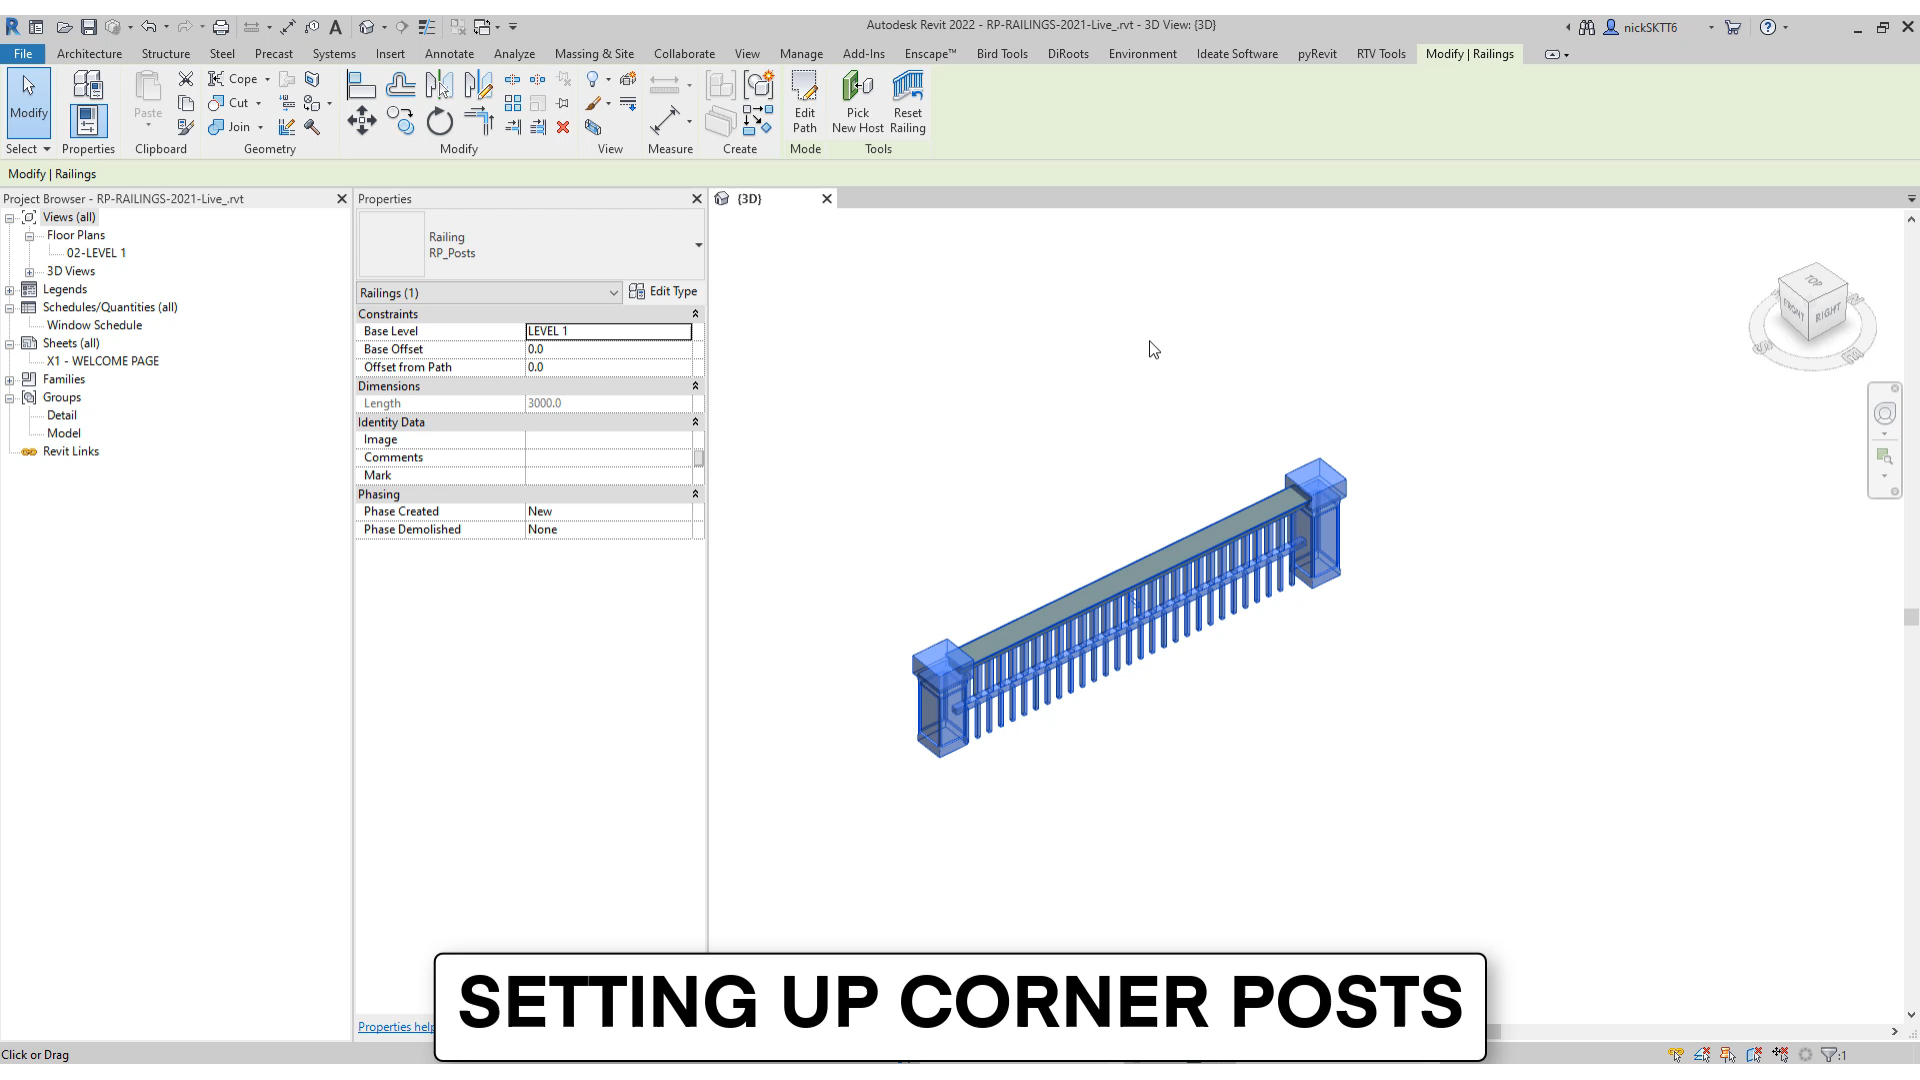 Autodesk Revit 2022 - RP-RAILINGS-2021-Live_.rvt - 3D View: {3D}
nickSKTT6
File Architecture Structure Steel Precast Systems Insert Annotate Analyze Massing & Site Collaborate View Manage Add-Ins Enscape™ Bird Tools DiRoots Environment Ideate Software pyRevit RTV Tools Modify | Railings
Modify
Paste
Cope
Cut
Join
Edit Path
Pick New Host
Reset Railing
Select Properties Clipboard Geometry Modify View Measure Create Mode Tools
Modify | Railings
Project Browser - RP-RAILINGS-2021-Live_.rvt
Views (all)
Floor Plans
02-LEVEL 1
3D Views
Legends
Schedules/Quantities (all)
Window Schedule
Sheets (all)
X1 - WELCOME PAGE
Families
Groups
Detail
Model
Revit Links
Properties
Railing
RP_Posts
Railings (1)
Edit Type
Constraints
Base Level LEVEL 1
Base Offset 0.0
Offset from Path 0.0
Dimensions
Length 3000.0
Identity Data
Image
Comments
Mark
Phasing
Phase Created New
Phase Demolished None
Properties help
{3D}
TOP
FRONT
RIGHT
SETTING UP CORNER POSTS
Click or Drag
:1